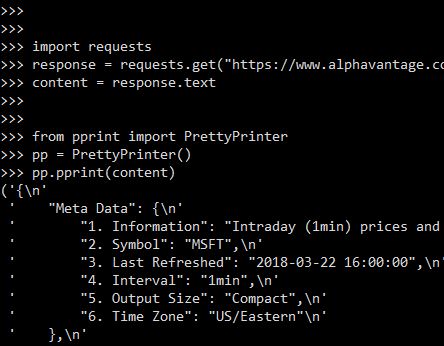 >>>
>>>
>>> import requests
>>> response = requests.get("https://www.alphavantage.co
>>> content = response.text
>>>
>>>
>>> from pprint import PrettyPrinter
>>> pp = PrettyPrinter()
>>> pp.pprint(content)
('{\n'
'    "Meta Data": {\n'
'        "1. Information": "Intraday (1min) prices and
'        "2. Symbol": "MSFT",\n'
'        "3. Last Refreshed": "2018-03-22 16:00:00",\n'
'        "4. Interval": "1min",\n'
'        "5. Output Size": "Compact",\n'
'        "6. Time Zone": "US/Eastern"\n'
'    },\n'